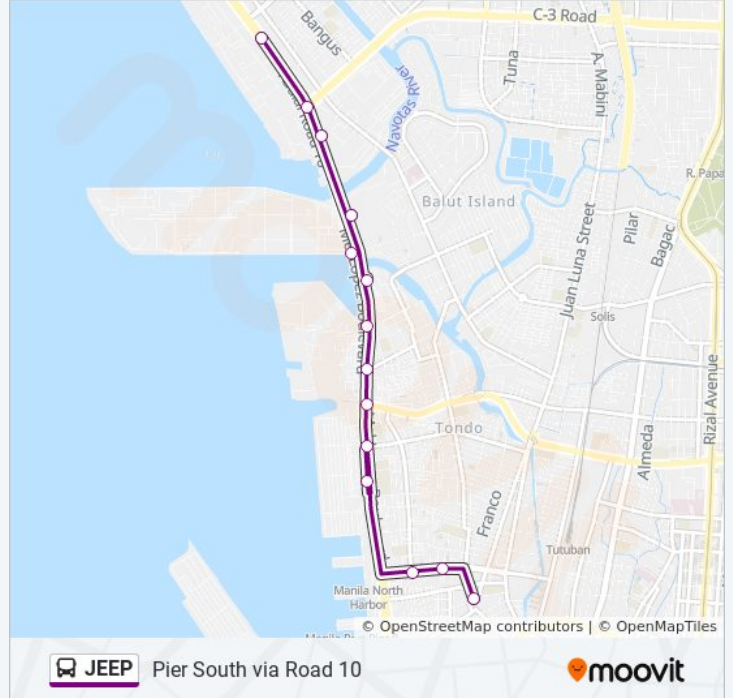 C-3 Road
Bangus
Tuna
A. Mabini
Navotas River
R. Papa
Balut Island
Juan Luna Street
Pilar
Bagac
Solis
Rizal Avenue
Tondo
Almeda
Franco
Tutuban
Manila North
Harbor
© OpenStreetMap contributors | © OpenMapTiles
JEEP
Pier South via Road 10
moovit